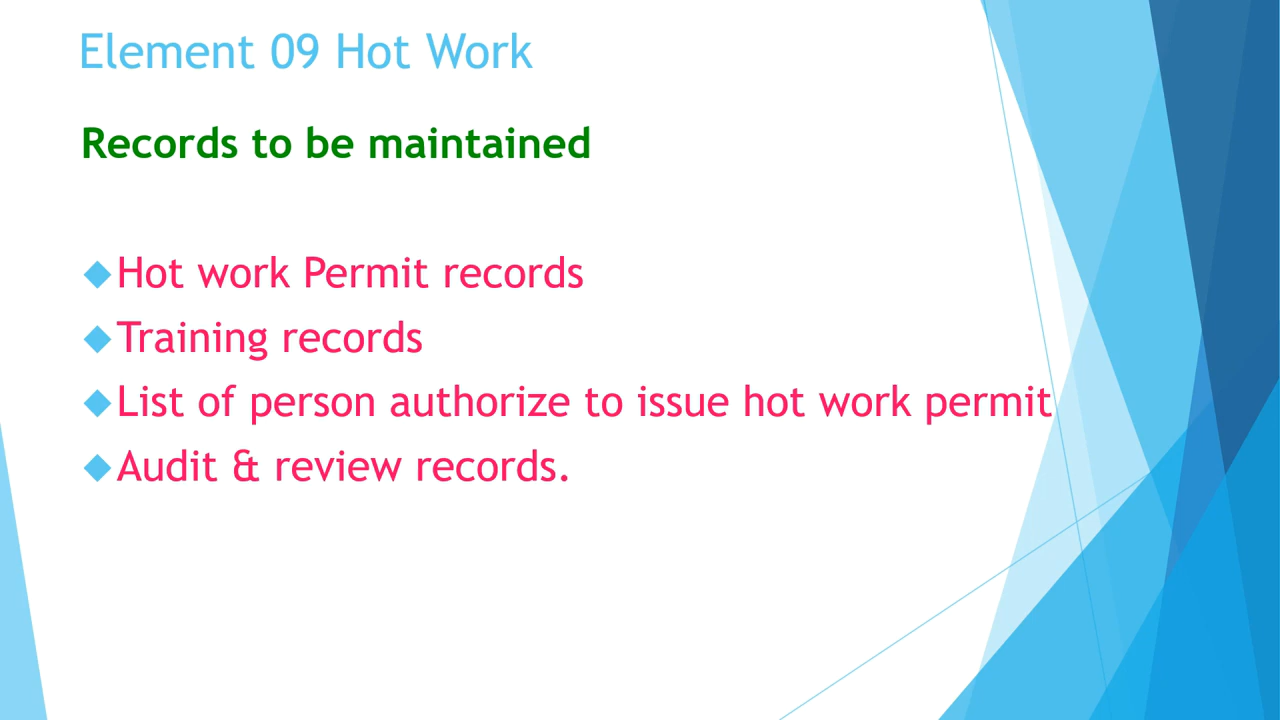 Element 09 Hot Work
Records to be maintained
Hot work Permit records
Training records
List of person authorize to issue hot work permit
Audit & review records.